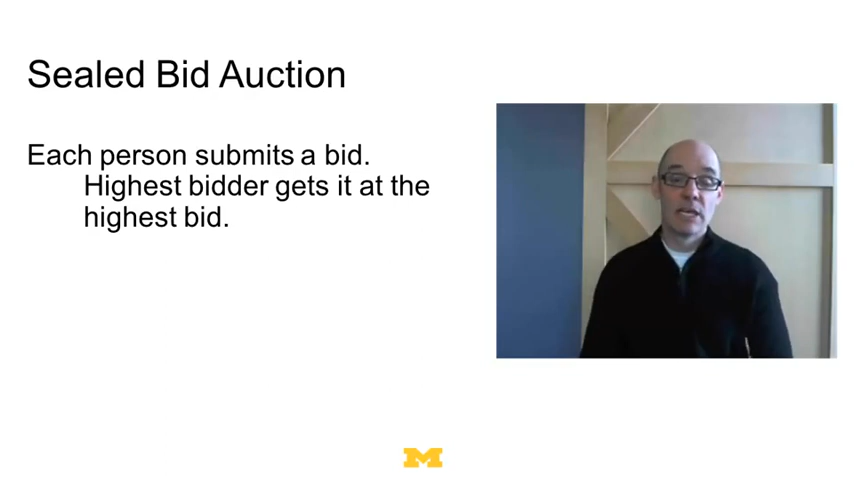 Sealed Bid Auction
Each person submits a bid.
Highest bidder gets it at the
highest bid.
M